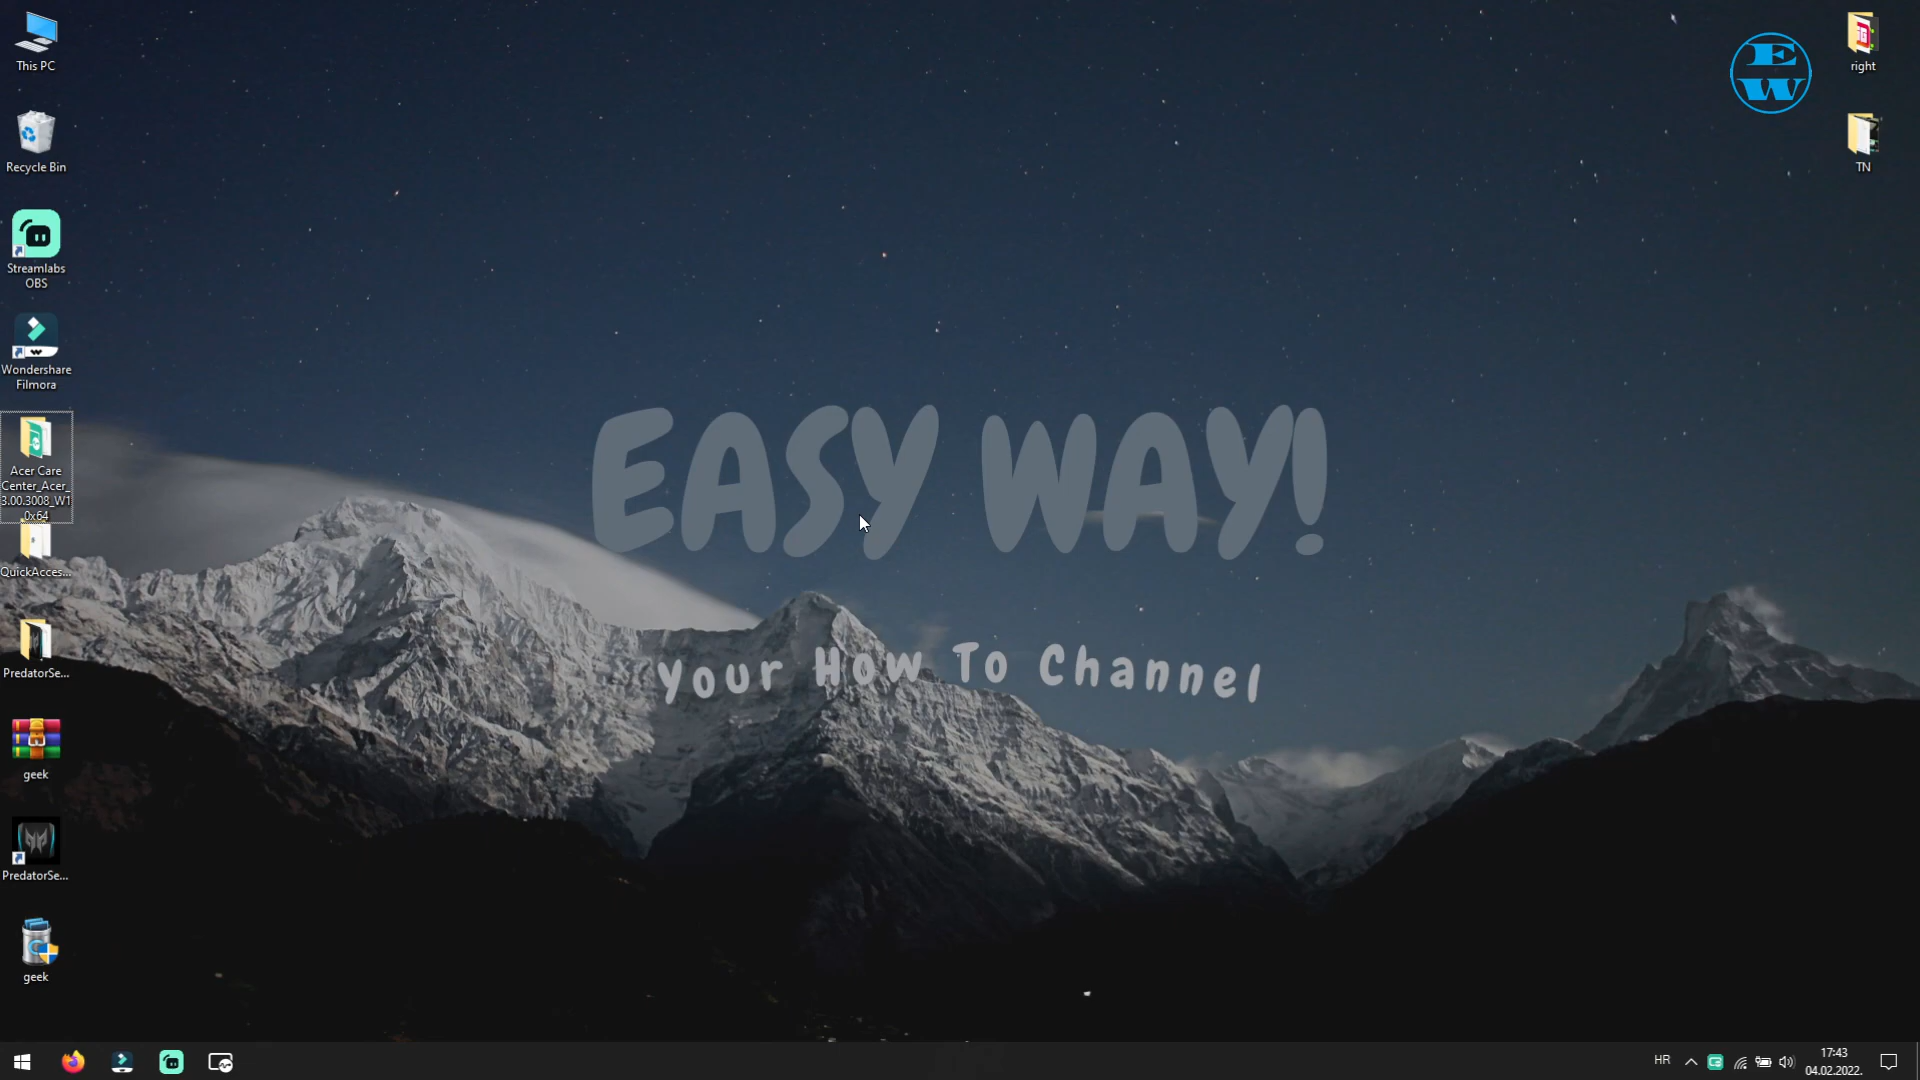 This PC
Recycle Bin
Streamlabs
OBS
Wondershare
Filmora
Acer Care
Center_Acer_
3.00.3008_W1
0x64
QuickAcces...
PredatorSe...
geek
PredatorSe...
geek
EW
right
TN
EASY WAY!
Your How To Channel
HR
17:43
04.02.2022.